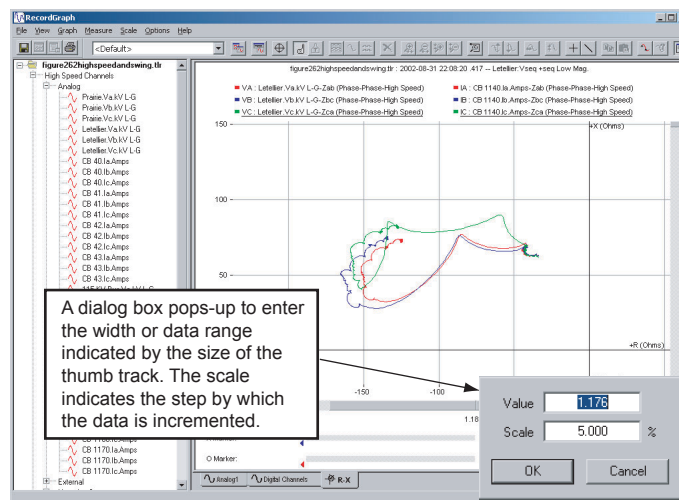 RecordGraph
File View Graph Measure Scale Options Help
<Default>
figure262highspeedandswing.tlr
High Speed Channels
Analog
Prairie.Va.kV L-G
Prairie.Vb.kV L-G
Prairie.Vc.kV L-G
Letellier.Va.kV L-G
Letellier.Vb.kV L-G
Letellier.Vc.kV L-G
CB 40.Ia.Amps
CB 40.Ib.Amps
CB 40.Ic.Amps
CB 41.Ia.Amps
CB 41.Ib.Amps
CB 41.Ic.Amps
CB 42.Ia.Amps
CB 42.Ib.Amps
CB 42.Ic.Amps
CB 43.Ia.Amps
CB 43.Ib.Amps
CB 43.Ic.Amps
CB 1170.Ia.Amps
CB 1170.Ib.Amps
CB 1170.Ic.Amps
External
figure262highspeedandswing.tlr : 2002-08-31 22:08:20 .417 -- Letellier:Vseq +seq Low Mag.
VA : Letellier.Va.kV L-G-Zab (Phase-Phase-High Speed)
IA : CB 1140.Ia.Amps-Zab (Phase-Phase-High Speed)
VB : Letellier.Vb.kV L-G-Zbc (Phase-Phase-High Speed)
IB : CB 1140.Ib.Amps-Zbc (Phase-Phase-High Speed)
VC : Letellier.Vc.kV L-G-Zca (Phase-Phase-High Speed)
IC : CB 1140.Ic.Amps-Zca (Phase-Phase-High Speed)
150
+X (Ohms)
100
50
+R (Ohms)
-150
-100
1.18
O Marker:
Analog1
Digital Channels
R-X
A dialog box pops-up to enter
the width or data range
indicated by the size of the
thumb track. The scale
indicates the step by which
the data is incremented.
Value 1.176
Scale 5.000 %
OK Cancel